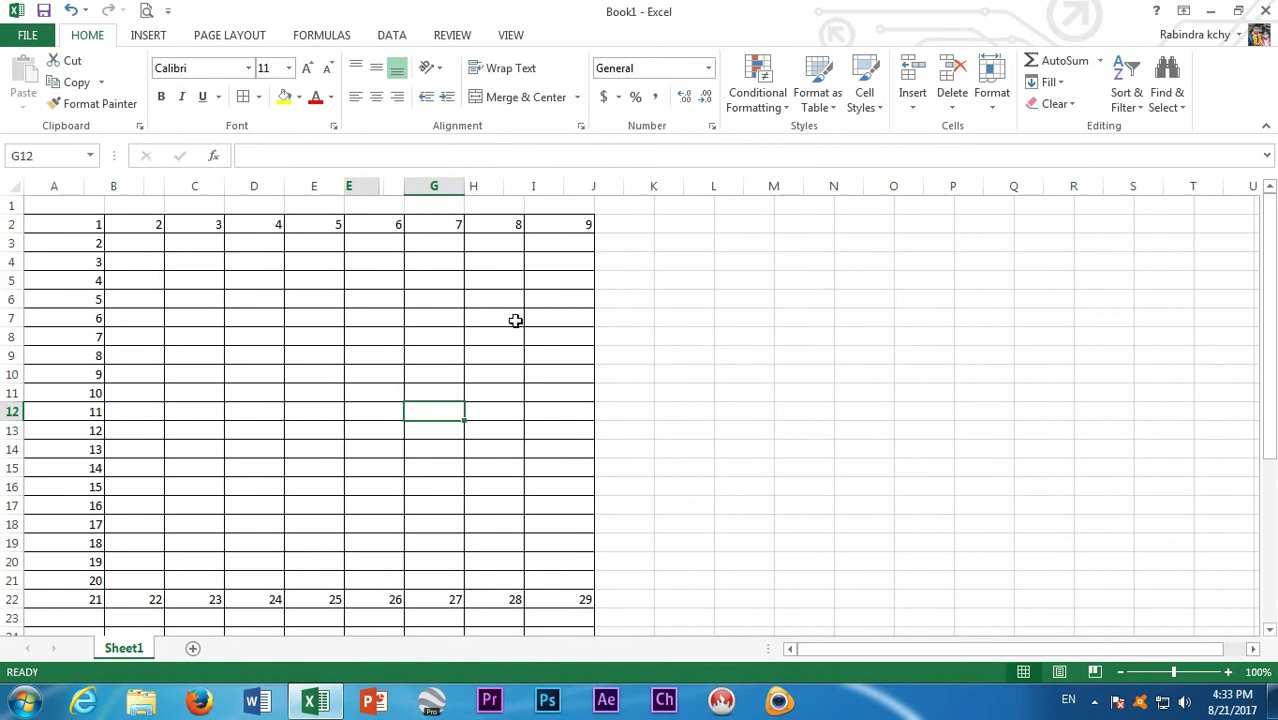 Book1 - Excel
?
FILE HOME INSERT PAGE LAYOUT FORMULAS DATA REVIEW VIEW
Rabindra kchy
Paste
Cut
Copy
Format Painter
Clipboard
Calibri 11
B I U A
Font
Wrap Text
Merge & Center
Alignment
General
$ % ,
Number
Conditional Formatting
Format as Table
Cell Styles
Styles
Insert Delete Format
Cells
AutoSum
Fill
Clear
Sort & Filter
Find & Select
Editing
G12 fx
A B C D E E G H I J K L M N O P Q R S T U
1
2 1 2 3 4 5 6 7 8 9
3 2
4 3
5 4
6 5
7 6
8 7
9 8
10 9
11 10
12 11
13 12
14 13
15 14
16 15
17 16
18 17
19 18
20 19
21 20
22 21 22 23 24 25 26 27 28 29
23
Sheet1
READY 100%
Pro Pr Ps Ae Ch EN 4:33 PM
8/21/2017